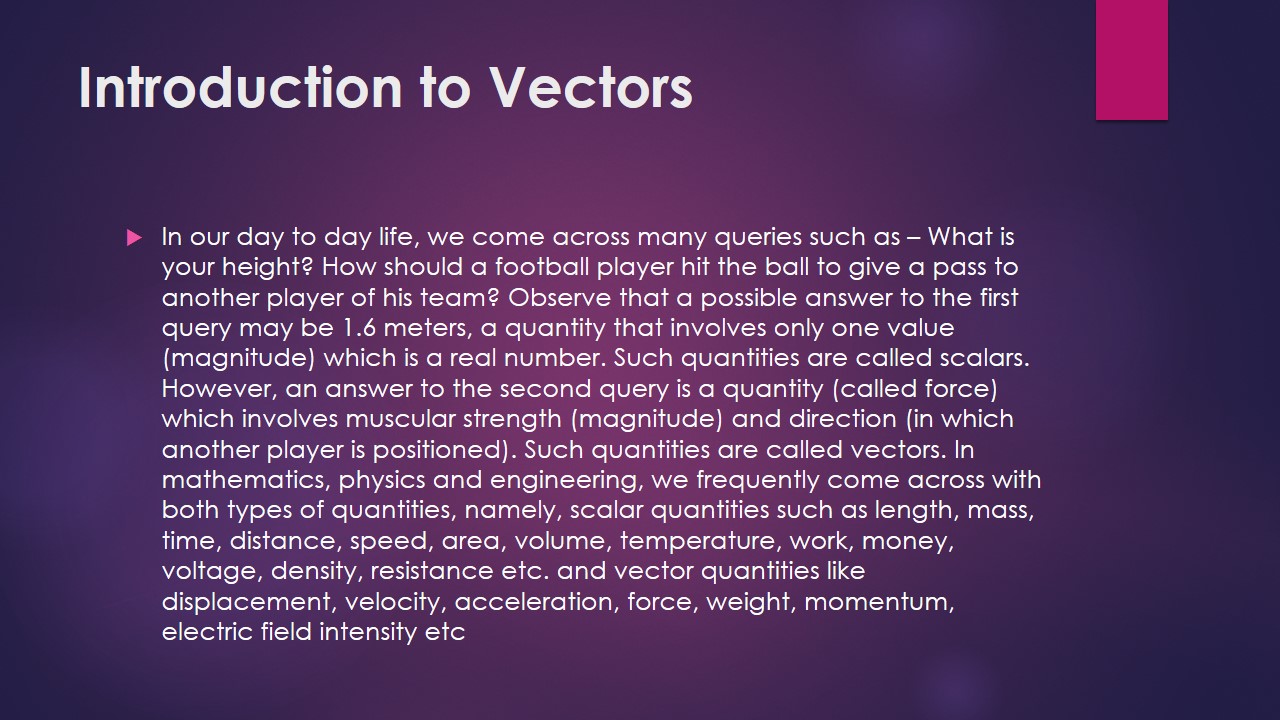 Introduction to Vectors
In our day to day life, we come across many queries such as – What is
your height? How should a football player hit the ball to give a pass to
another player of his team? Observe that a possible answer to the first
query may be 1.6 meters, a quantity that involves only one value
(magnitude) which is a real number. Such quantities are called scalars.
However, an answer to the second query is a quantity (called force)
which involves muscular strength (magnitude) and direction (in which
another player is positioned). Such quantities are called vectors. In
mathematics, physics and engineering, we frequently come across with
both types of quantities, namely, scalar quantities such as length, mass,
time, distance, speed, area, volume, temperature, work, money,
voltage, density, resistance etc. and vector quantities like
displacement, velocity, acceleration, force, weight, momentum,
electric field intensity etc